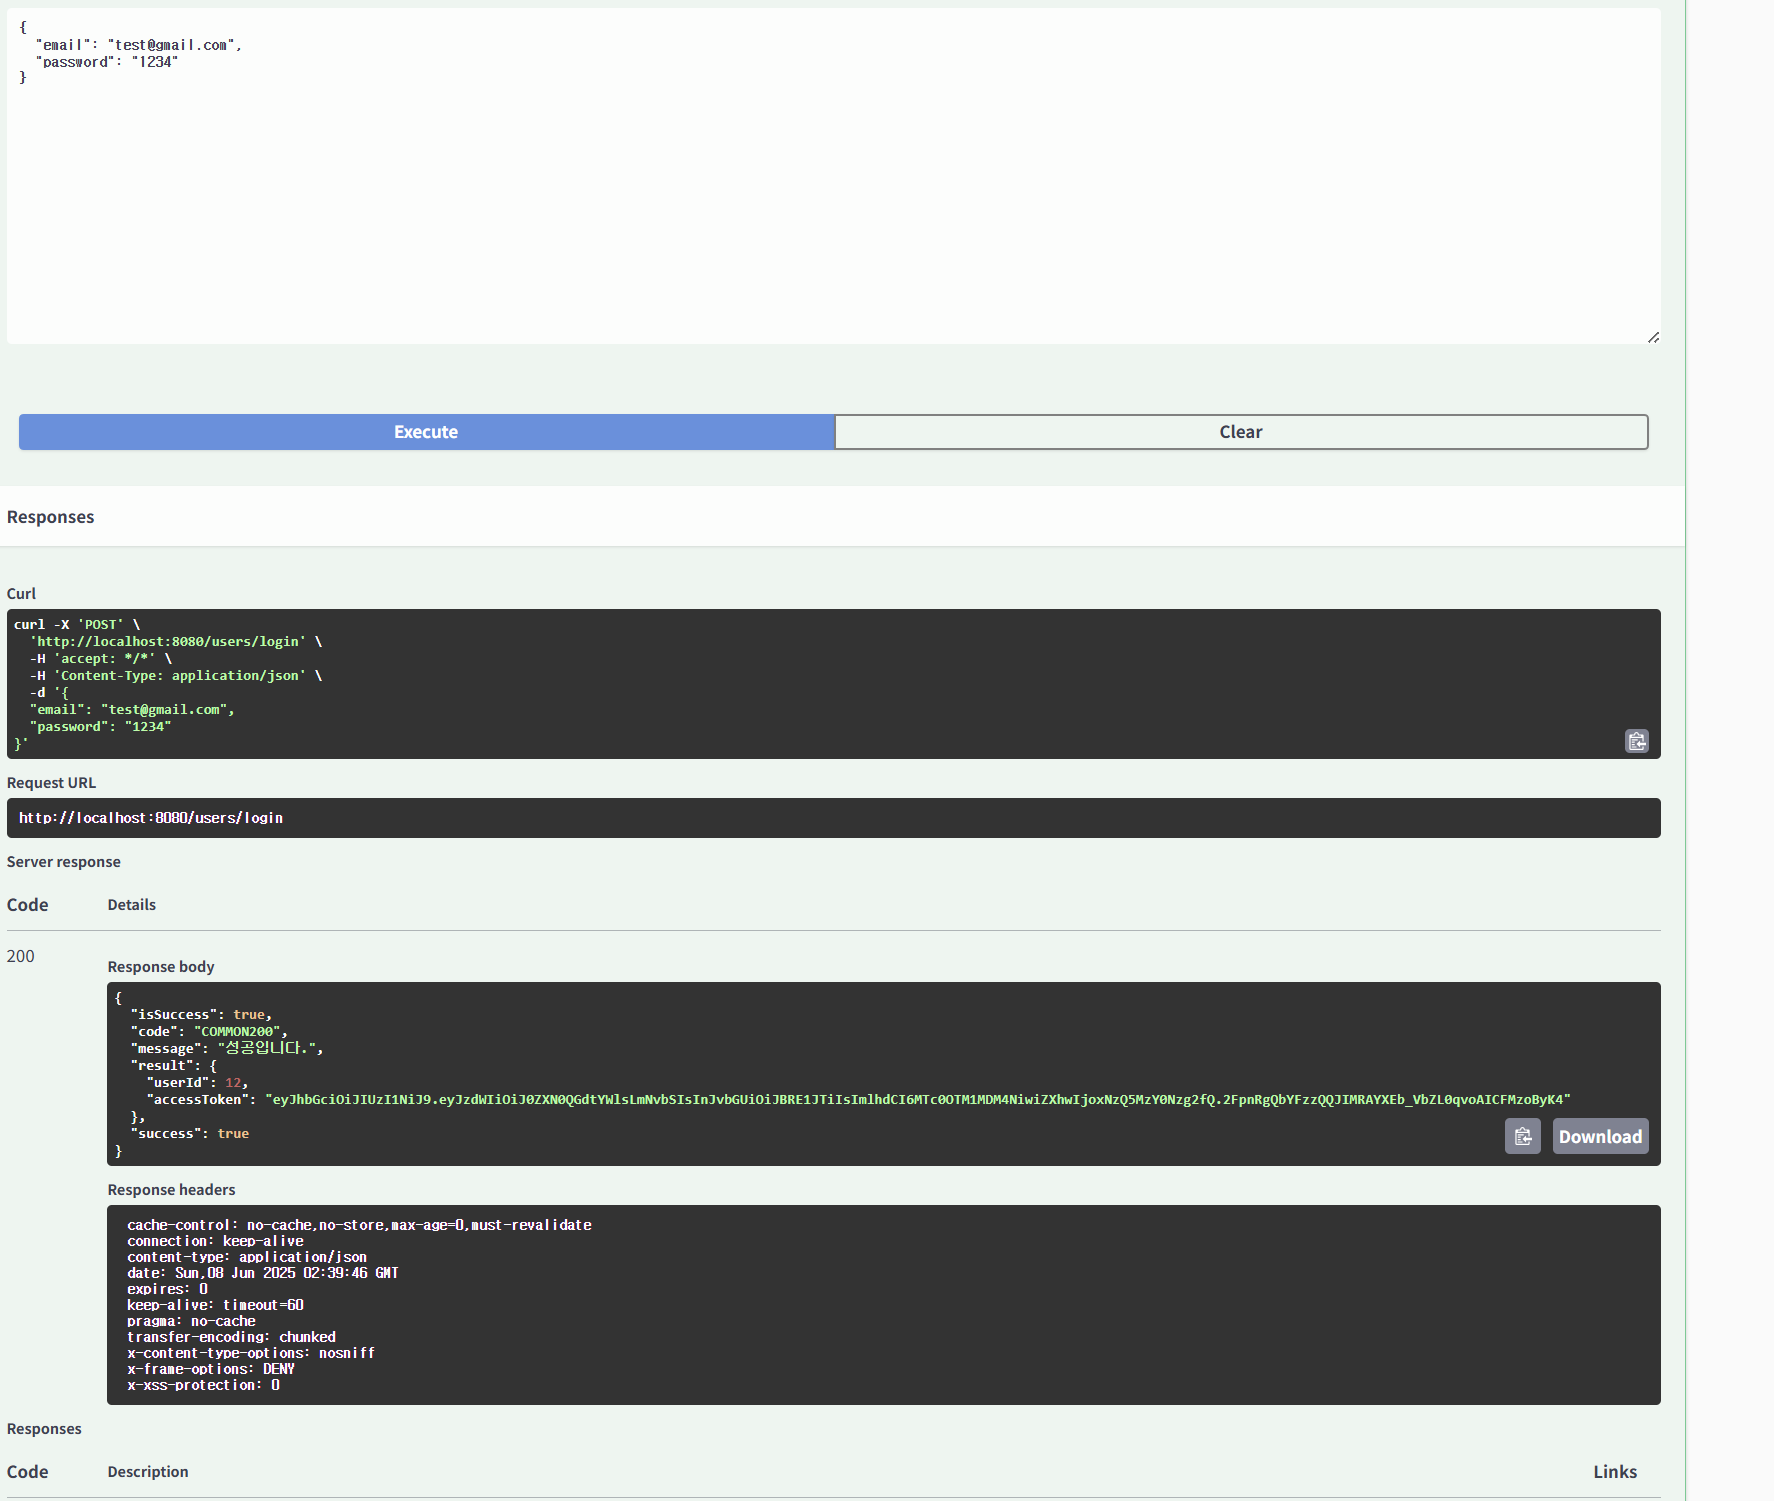 {
  "email": "test@gmail.com",
  "password": "1234"
}
Execute
Clear
Responses
Curl
curl -X 'POST' \
  'http://localhost:8080/users/login' \
  -H 'accept: */*' \
  -H 'Content-Type: application/json' \
  -d '{
  "email": "test@gmail.com",
  "password": "1234"
}'
Request URL
http://localhost:8080/users/login
Server response
Code Details
200
Response body
{
  "isSuccess": true,
  "code": "COMMON200",
  "message": "성공입니다.",
  "result": {
    "userId": 12,
    "accessToken": "eyJhbGciOiJIUzI1NiJ9.eyJzdWIiOiJ0ZXN0QGdtYWlsLmNvbSIsInJvbGUiOiJBRE1JTiIsImlhdCI6MTc0OTM1MDM4NiwiZXhwIjoxNzQ5MzY0Nzg2fQ.2FpnRgQbYFzzQQJIMRAYXEb_VbZL0qvoAICFMzoByK4"
  },
  "success": true
}
Download
Response headers
cache-control: no-cache,no-store,max-age=0,must-revalidate
connection: keep-alive
content-type: application/json
date: Sun,08 Jun 2025 02:39:46 GMT
expires: 0
keep-alive: timeout=60
pragma: no-cache
transfer-encoding: chunked
x-content-type-options: nosniff
x-frame-options: DENY
x-xss-protection: 0
Responses
Code Description Links